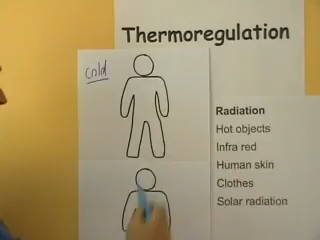 Thermoregulation
cold
Radiation
Hot objects
Infra red
Human skin
Clothes
Solar radiation